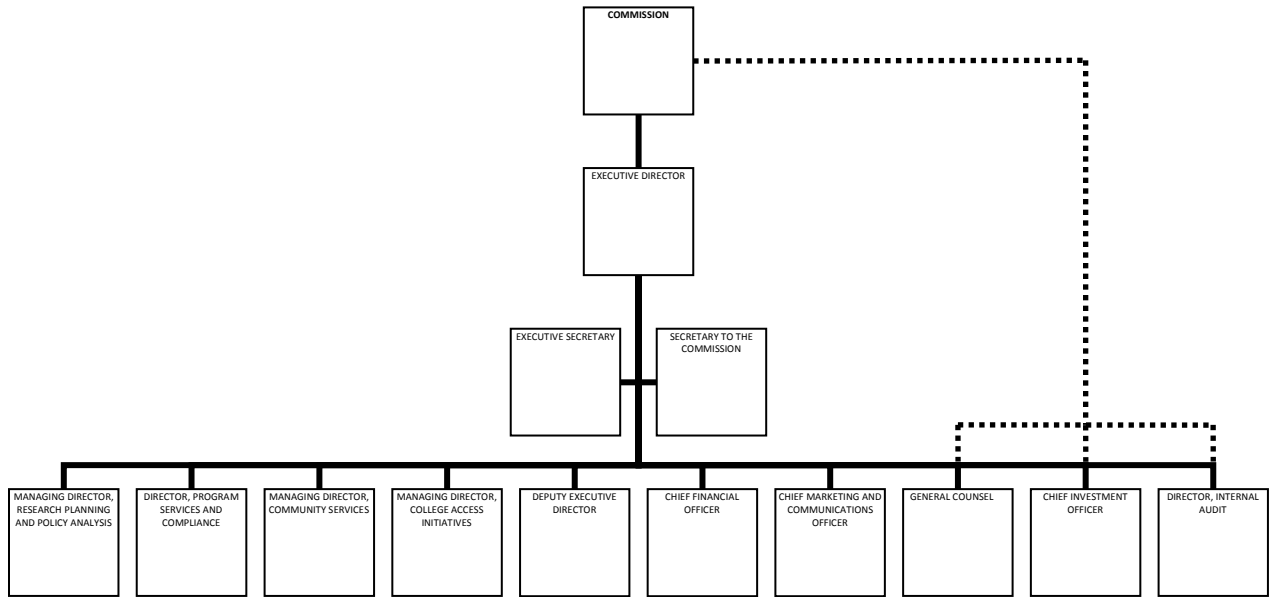 COMMISSION
EXECUTIVE DIRECTOR
EXECUTIVE SECRETARY
SECRETARY TO THE
COMMISSION
MANAGING DIRECTOR,
RESEARCH PLANNING
AND POLICY ANALYSIS
DIRECTOR, PROGRAM
SERVICES AND
COMPLIANCE
MANAGING DIRECTOR,
COMMUNITY SERVICES
MANAGING DIRECTOR,
COLLEGE ACCESS
INITIATIVES
DEPUTY EXECUTIVE
DIRECTOR
CHIEF FINANCIAL
OFFICER
CHIEF MARKETING AND
COMMUNICATIONS
OFFICER
GENERAL COUNSEL
CHIEF INVESTMENT
OFFICER
DIRECTOR, INTERNAL
AUDIT